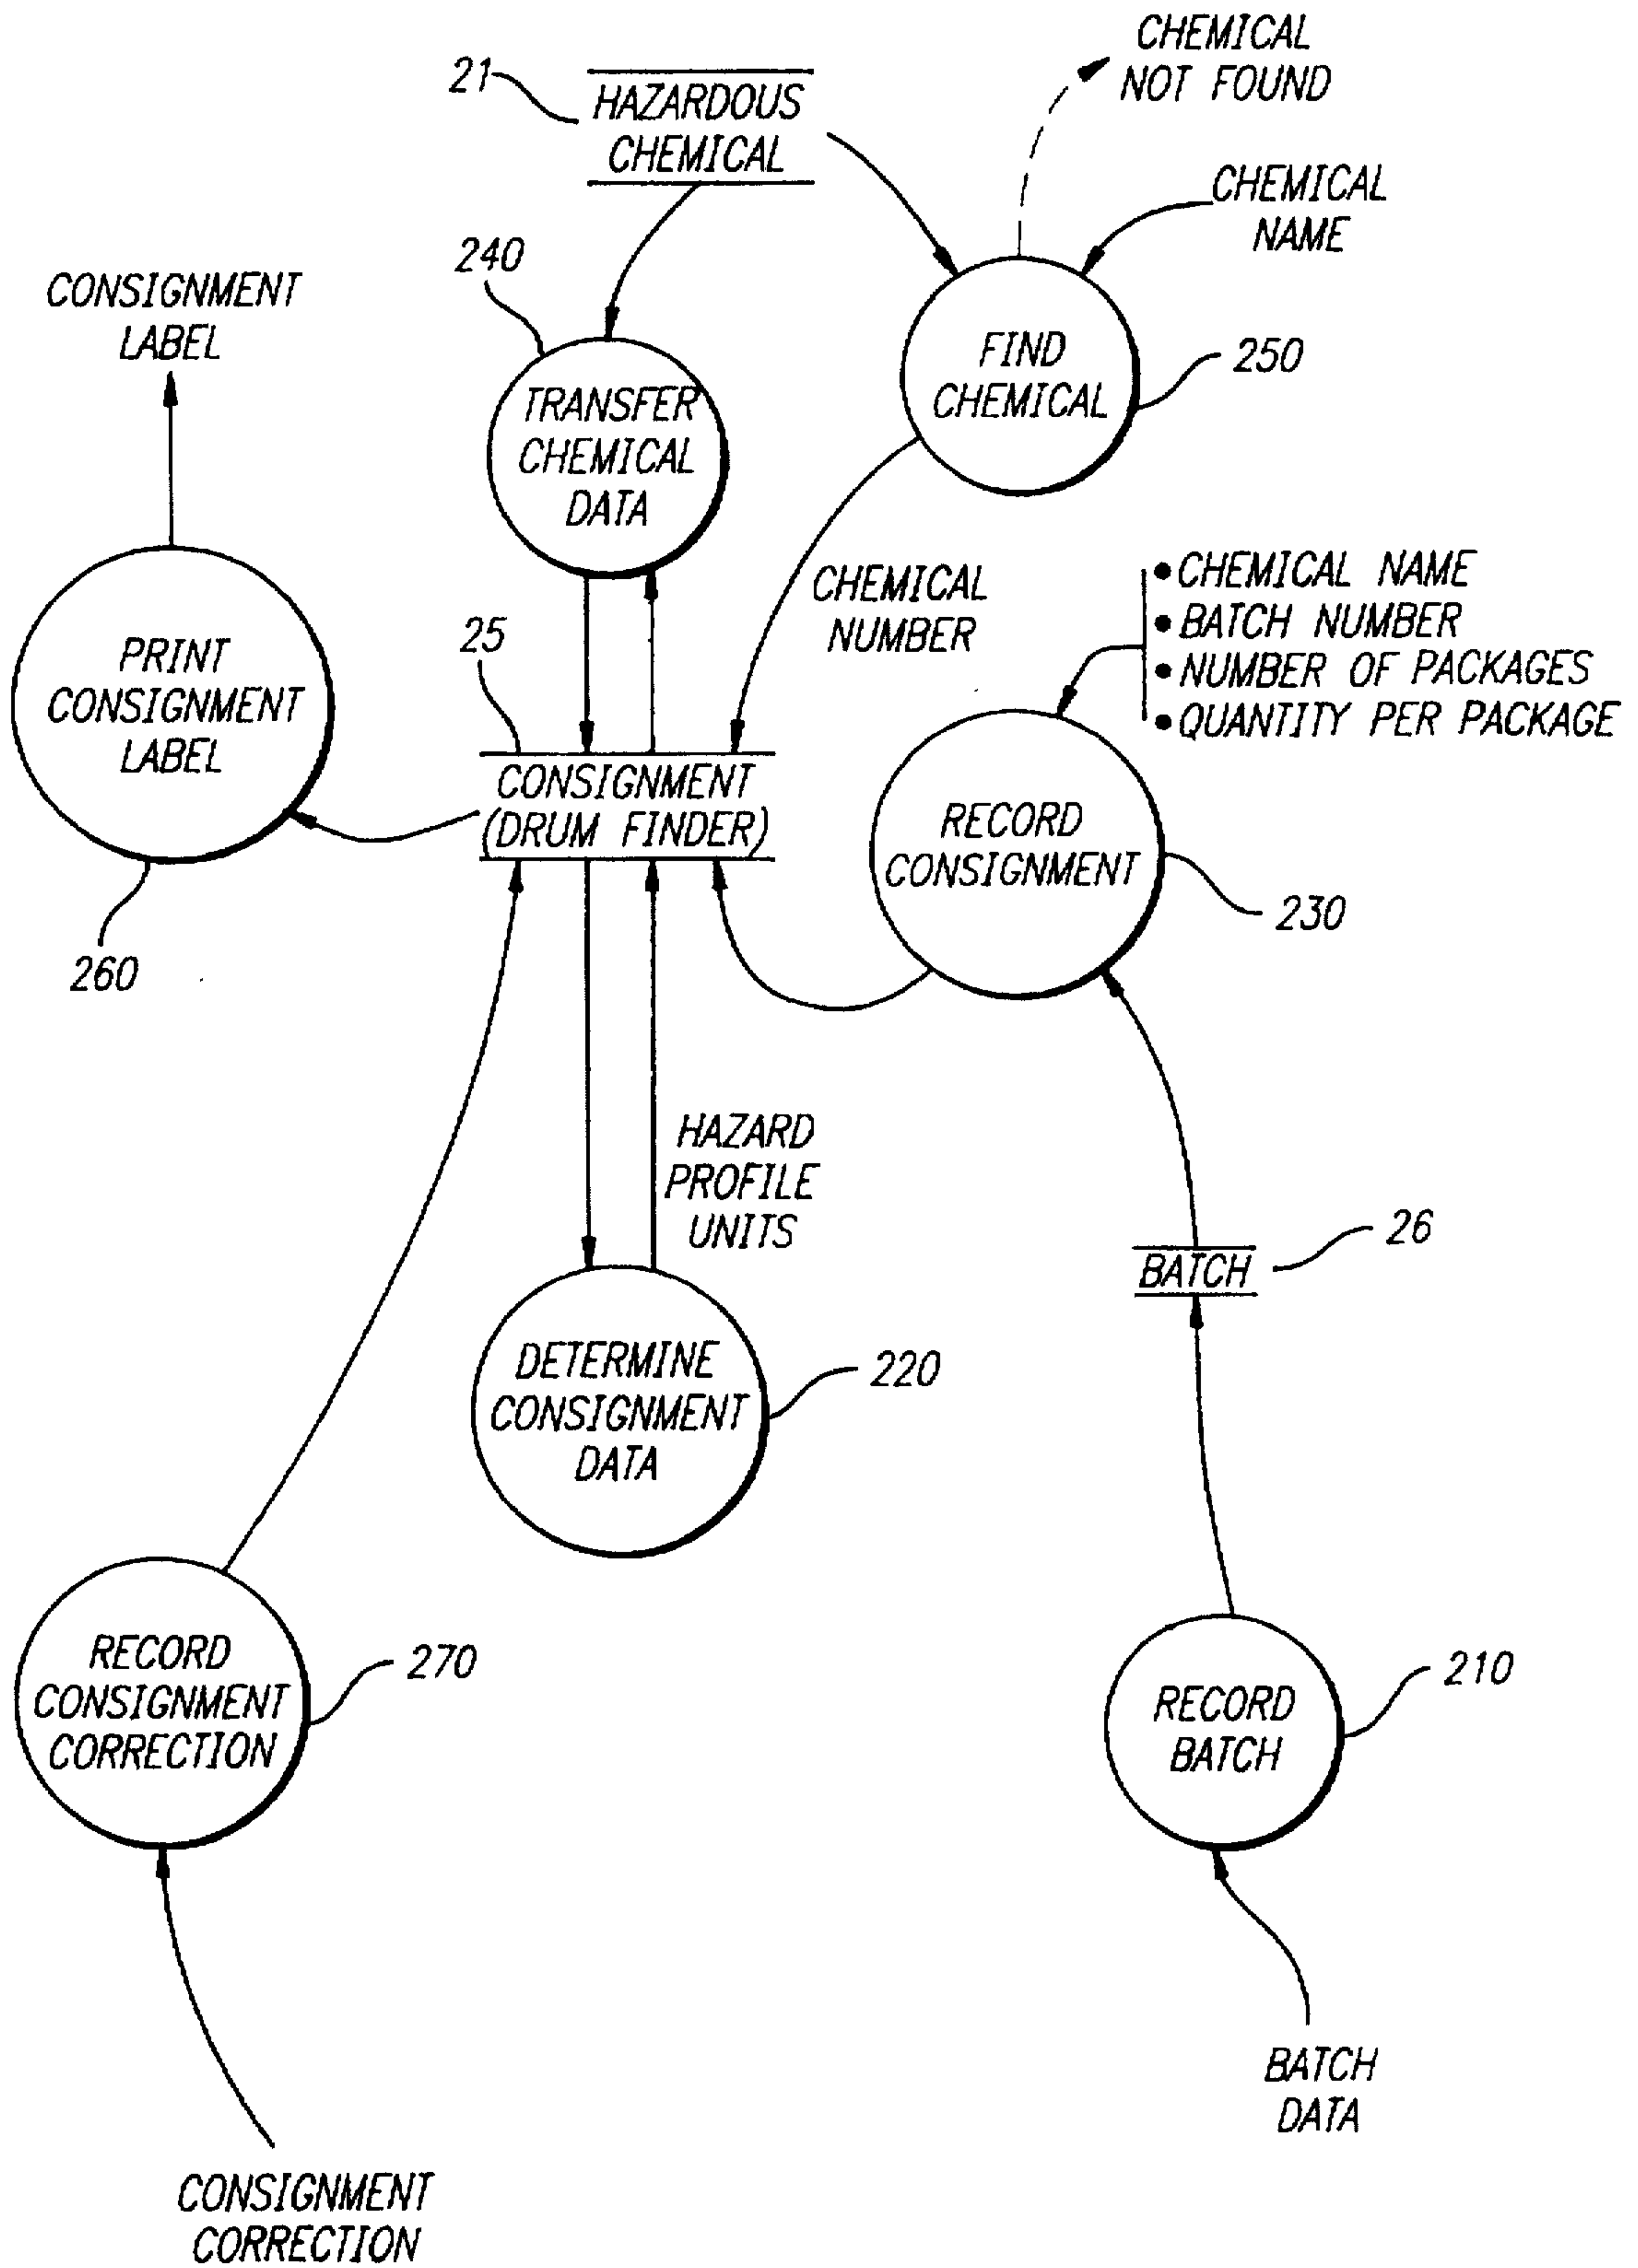 CHEMICAL
NOT FOUND
21
HAZARDOUS
CHEMICAL
CHEMICAL
NAME
240
CONSIGNMENT
LABEL
FIND
CHEMICAL
250
TRANSFER
CHEMICAL
DATA
CHEMICAL
NUMBER
•CHEMICAL NAME
•BATCH NUMBER
•NUMBER OF PACKAGES
•QUANTITY PER PACKAGE
PRINT
CONSIGNMENT
LABEL
25
CONSIGNMENT
(DRUM FINDER)
RECORD
CONSIGNMENT
230
260
HAZARD
PROFILE
UNITS
26
BATCH
DETERMINE
CONSIGNMENT
DATA
220
RECORD
CONSIGNMENT
CORRECTION
270
RECORD
BATCH
210
BATCH
DATA
CONSIGNMENT
CORRECTION